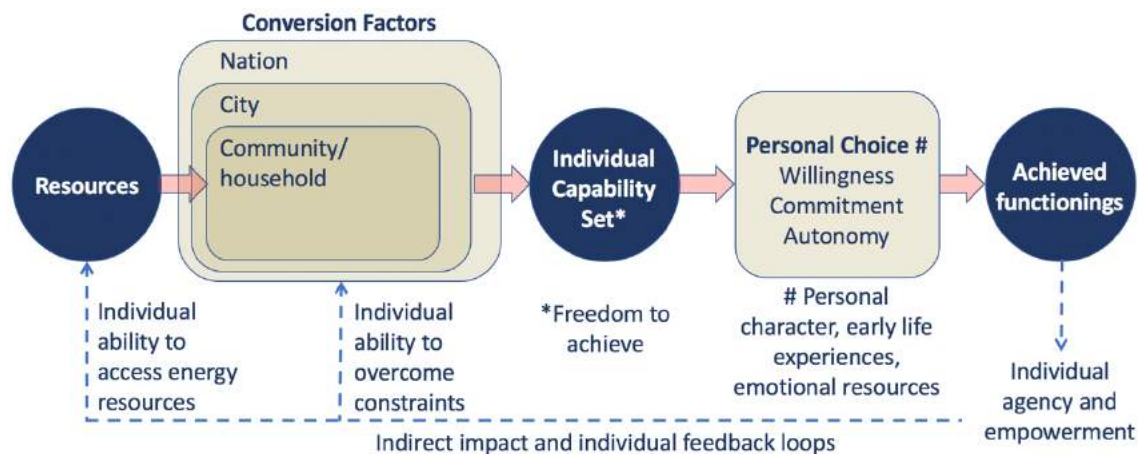 Conversion Factors
Nation
City
Community/
household
Resources
Individual
Capability
Set*
Personal Choice #
Willingness
Commitment
Autonomy
Achieved
functionings
Individual
ability to
access energy
resources
Individual
ability to
overcome
constraints
*Freedom to
achieve
# Personal
character, early life
experiences,
emotional resources
Individual
agency and
empowerment
Indirect impact and individual feedback loops